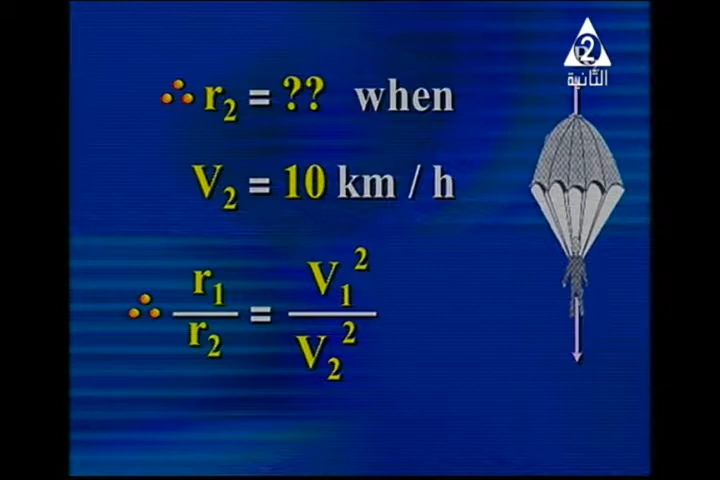 2
الثانية
∴ r₂ = ?? when
V₂ = 10 km / h
∴ r₁ / r₂ = V₁² / V₂²